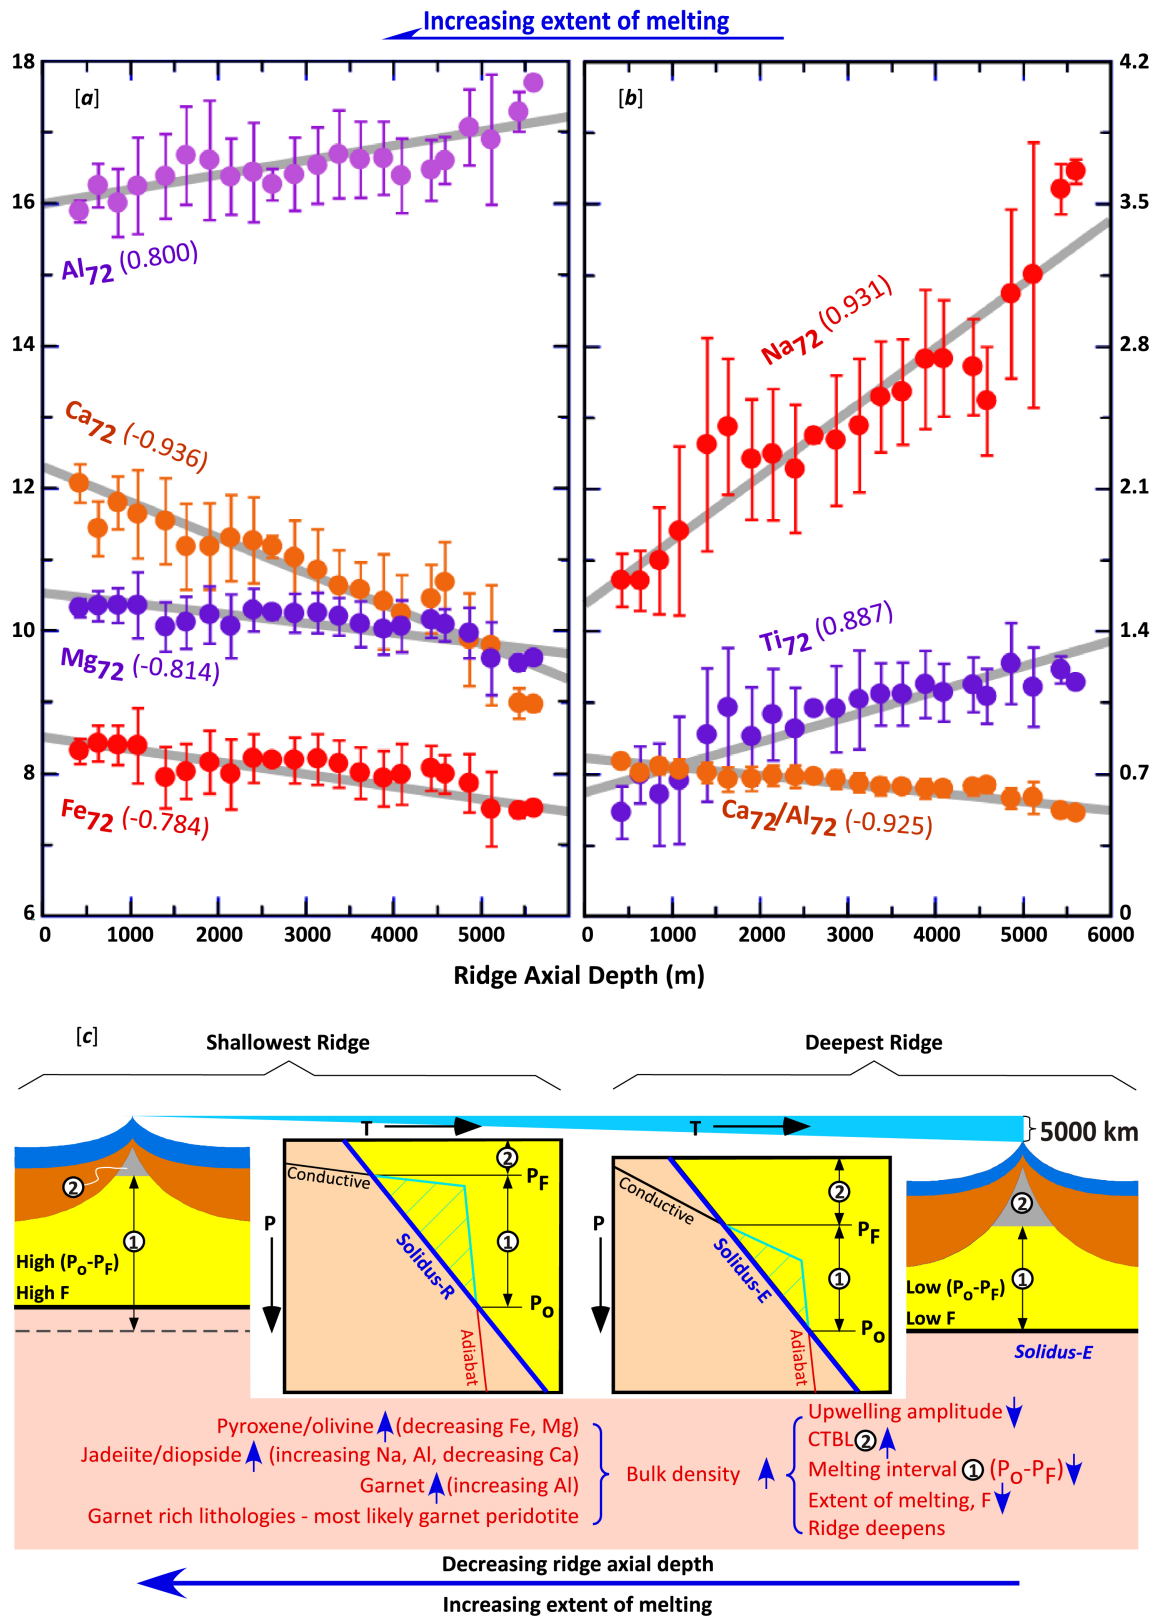 Increasing extent of melting
18
16
14
12
10
8
6
[a]
Al72 (0.800)
Ca72 (-0.936)
Mg72 (-0.814)
Fe72 (-0.784)
0 1000 2000 3000 4000 5000
[b]
Na72 (0.931)
Ti72 (0.887)
Ca72/Al72 (-0.925)
4.2
3.5
2.8
2.1
1.4
0.7
0
0 1000 2000 3000 4000 5000 6000
Ridge Axial Depth (m)
[c]
Shallowest Ridge
Deepest Ridge
T
T
5000 km
2
1
High (Po-PF)
High F
P
Conductive
Solidus-R
Adiabat
2
PF
1
Po
P
Conductive
Solidus-E
Adiabat
2
PF
1
Po
2
1
Low (Po-PF)
Low F
Solidus-E
Pyroxene/olivine (decreasing Fe, Mg)
Jadeiite/diopside (increasing Na, Al, decreasing Ca)
Garnet (increasing Al)
Garnet rich lithologies - most likely garnet peridotite
Bulk density
Upwelling amplitude
CTBL 2
Melting interval 1 (Po-PF)
Extent of melting, F
Ridge deepens
Decreasing ridge axial depth
Increasing extent of melting